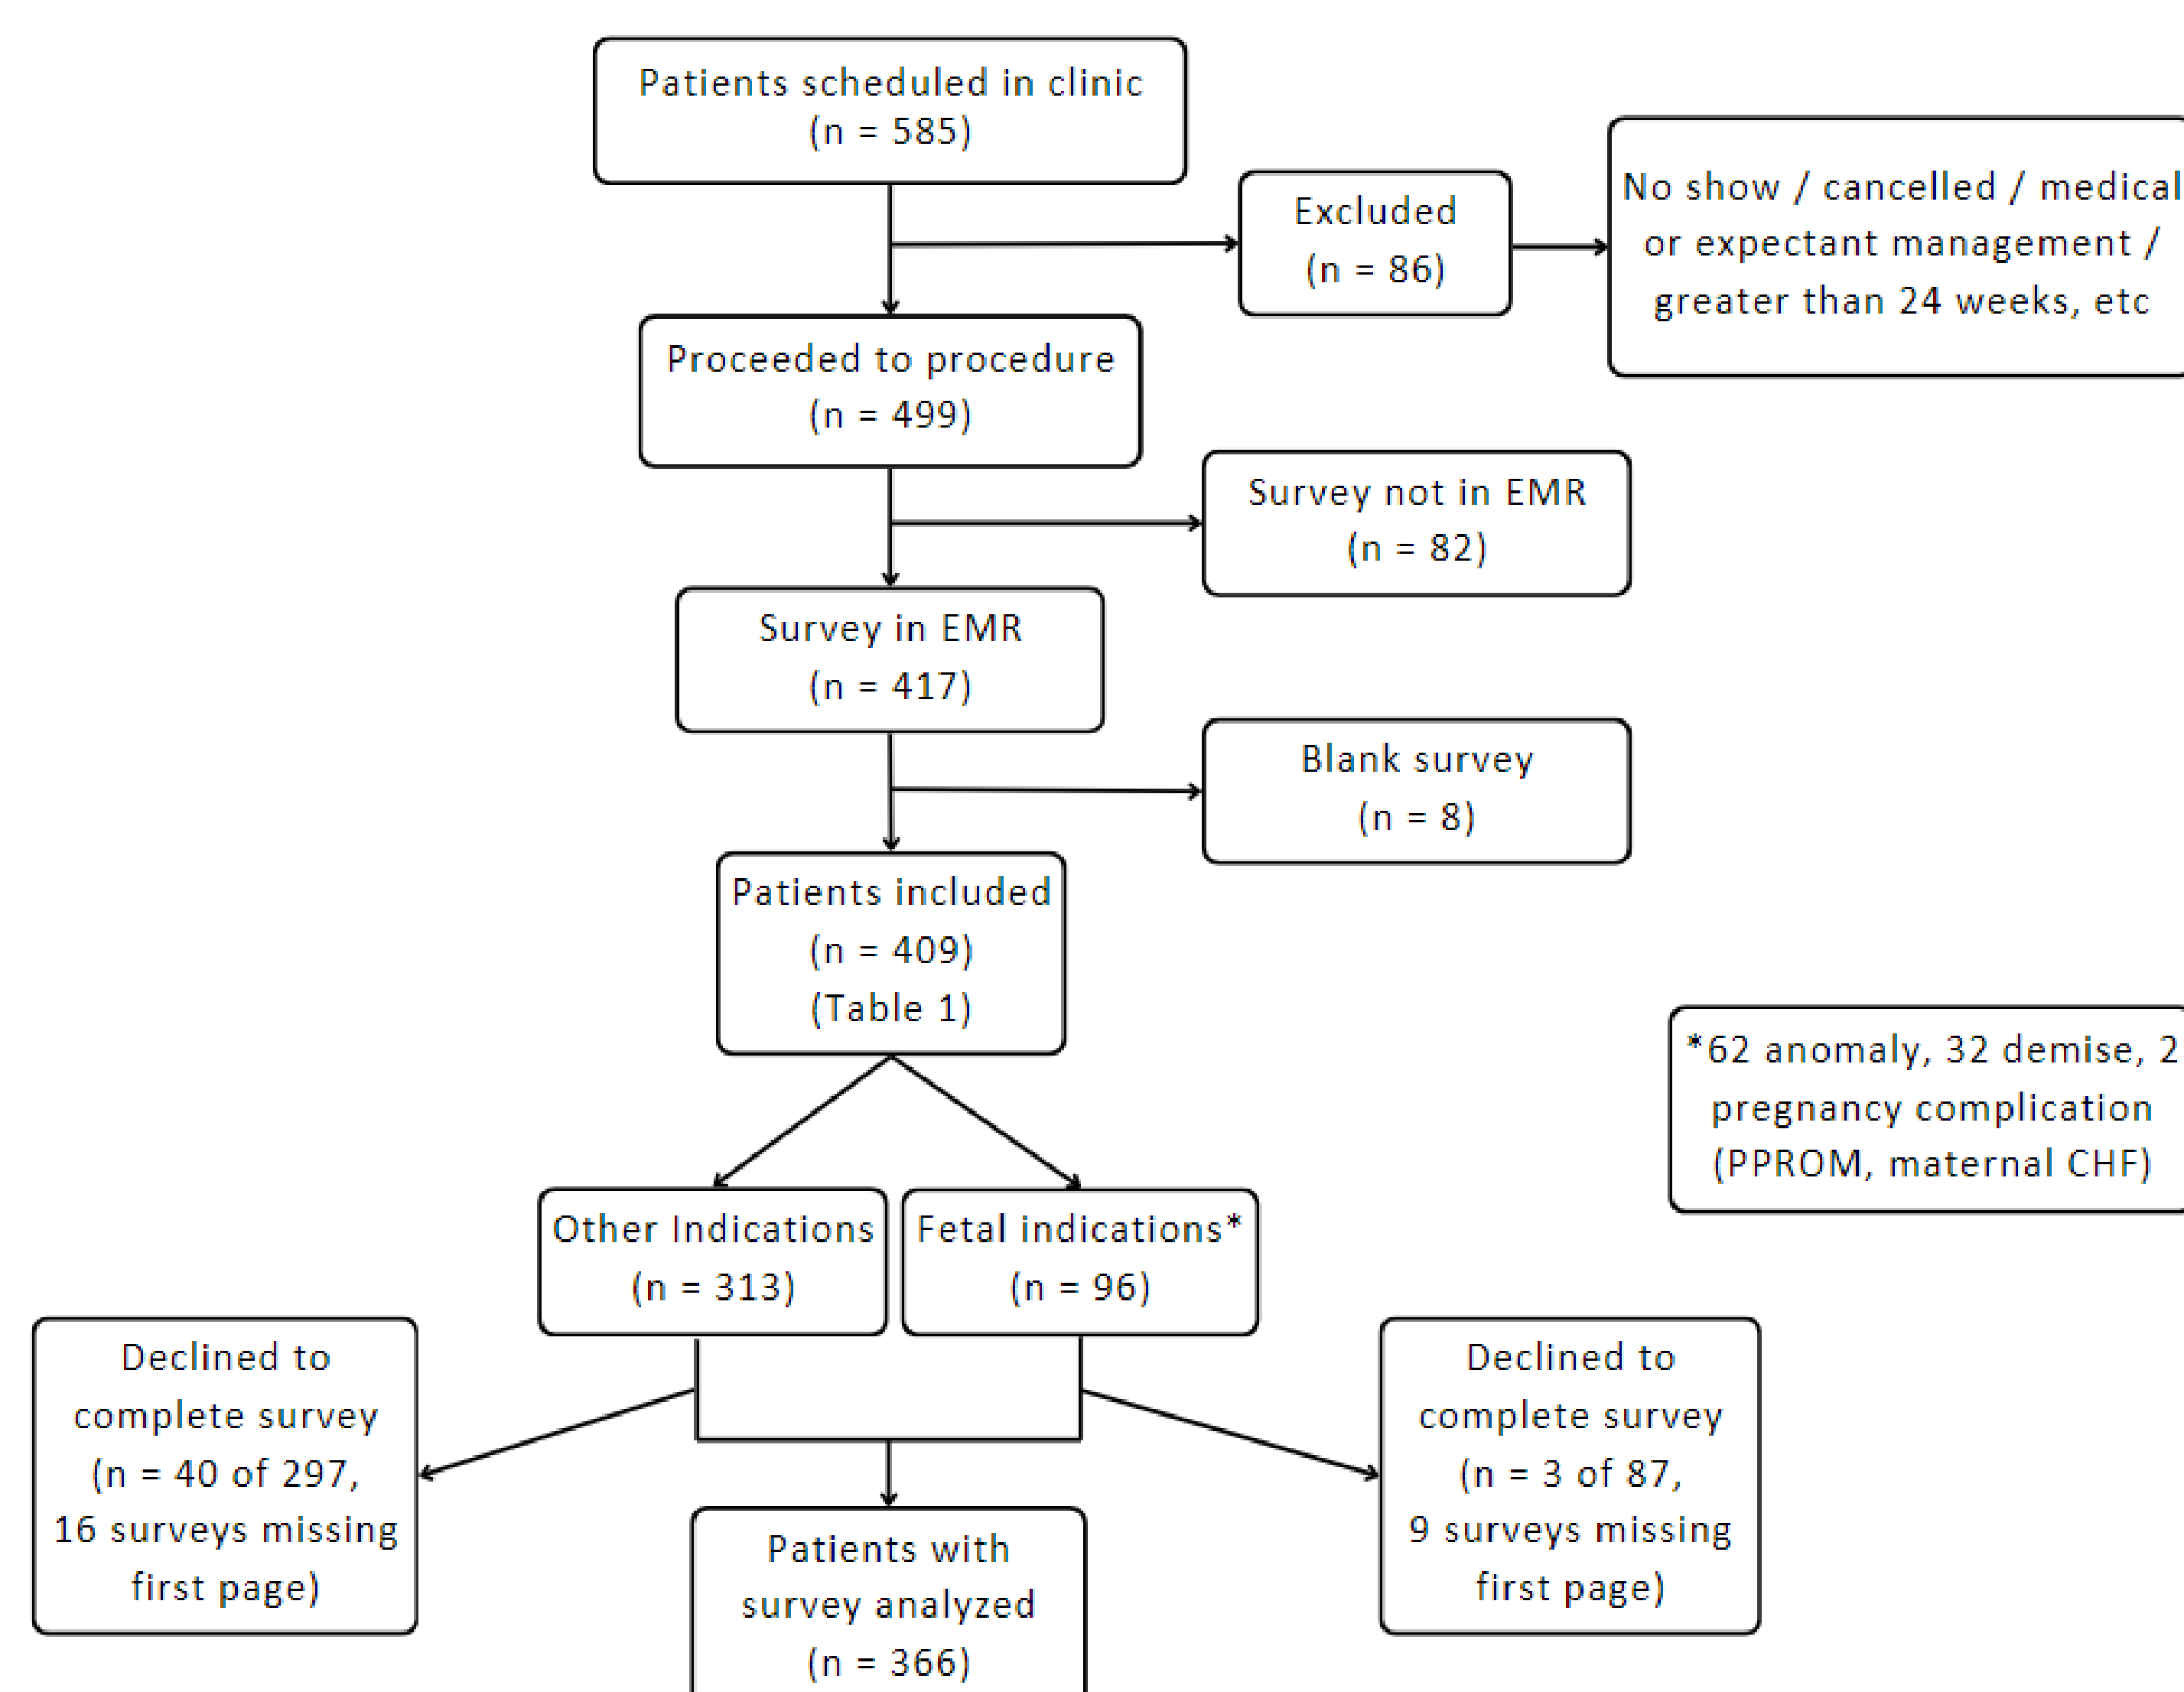 Patients scheduled in clinic
(n = 585)
Excluded
(n = 86)
No show / cancelled / medical
or expectant management /
greater than 24 weeks, etc
Proceeded to procedure
(n = 499)
Survey not in EMR
(n = 82)
Survey in EMR
(n = 417)
Blank survey
(n = 8)
Patients included
(n = 409)
(Table 1)
*62 anomaly, 32 demise, 2
pregnancy complication
(PPROM, maternal CHF)
Other Indications
(n = 313)
Fetal indications*
(n = 96)
Declined to
complete survey
(n = 40 of 297,
16 surveys missing
first page)
Declined to
complete survey
(n = 3 of 87,
9 surveys missing
first page)
Patients with
survey analyzed
(n = 366)